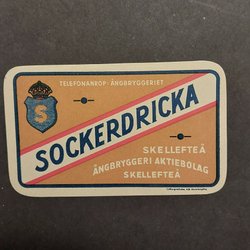 TELEFONANROP·ÅNGBRYGGERIET
S
SOCKERDRICKA
SKELLEFTEÅ
ÅNGBRYGGERI AKTIEBOLAG
SKELLEFTEÅ